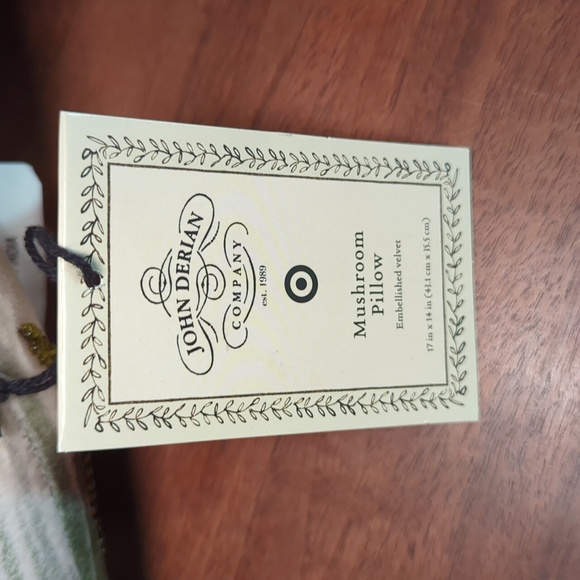 JOHN DERIAN
COMPANY
est. 1989
Mushroom
Pillow
Embellished velvet
17 in x 14 in (43.1 cm x 35.5 cm)